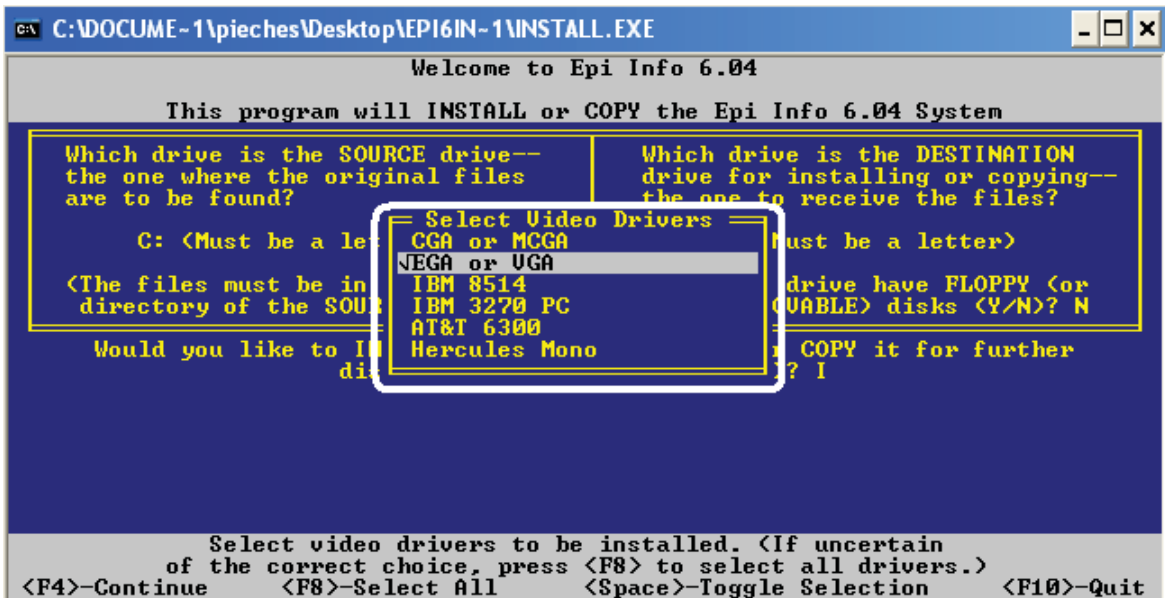 C:\DOCUME~1\pieches\Desktop\EPI6IN~1\INSTALL.EXE
Welcome to Epi Info 6.04
This program will INSTALL or COPY the Epi Info 6.04 System
Which drive is the SOURCE drive--
the one where the original files
are to be found?
C: (Must be a let
(The files must be in
directory of the SOUR
Which drive is the DESTINATION
drive for installing or copying--
the one to receive the files?
Must be a letter)
drive have FLOPPY (or
OVABLE) disks (Y/N)? N
Select Video Drivers
CGA or MCGA
√EGA or VGA
IBM 8514
IBM 3270 PC
AT&T 6300
Hercules Mono
Would you like to IN
r COPY it for further
dis
)? I
Select video drivers to be installed. (If uncertain
of the correct choice, press <F8> to select all drivers.)
<F4>-Continue <F8>-Select All <Space>-Toggle Selection <F10>-Quit